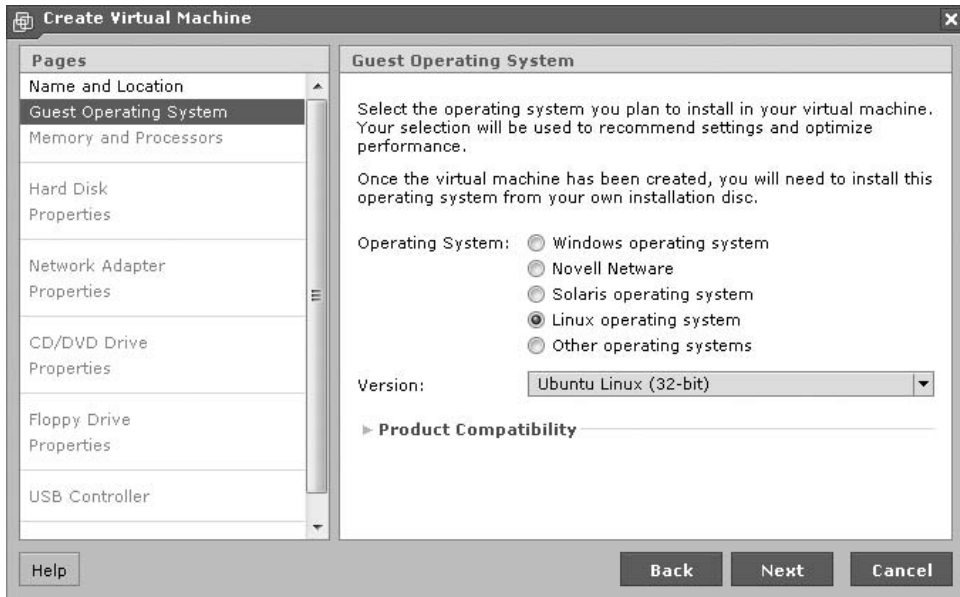 Create Virtual Machine
Pages
Name and Location
Guest Operating System
Memory and Processors
Hard Disk
Properties
Network Adapter
Properties
CD/DVD Drive
Properties
Floppy Drive
Properties
USB Controller
Guest Operating System
Select the operating system you plan to install in your virtual machine.
Your selection will be used to recommend settings and optimize
performance.
Once the virtual machine has been created, you will need to install this
operating system from your own installation disc.
Operating System:
Windows operating system
Novell Netware
Solaris operating system
Linux operating system
Other operating systems
Version:
Ubuntu Linux (32-bit)
Product Compatibility
Help
Back
Next
Cancel